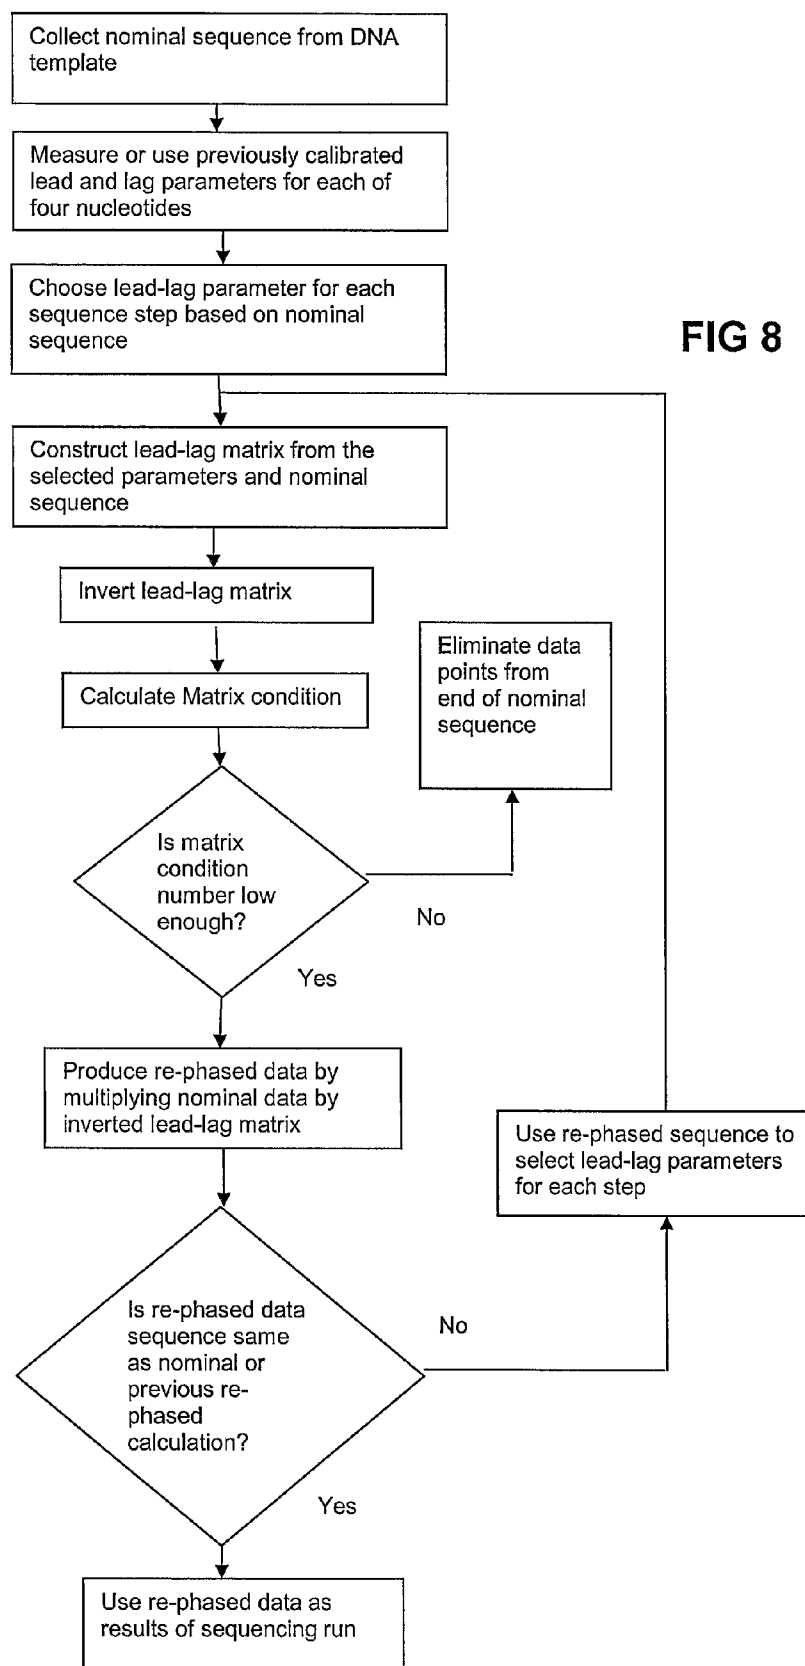 Collect nominal sequence from DNA
template
Measure or use previously calibrated
lead and lag parameters for each of
four nucleotides
Choose lead-lag parameter for each
sequence step based on nominal
sequence
FIG 8
Construct lead-lag matrix from the
selected parameters and nominal
sequence
Invert lead-lag matrix
Eliminate data
points from
end of nominal
sequence
Calculate Matrix condition
Is matrix
condition
number low
enough?
No
Yes
Produce re-phased data by
multiplying nominal data by
inverted lead-lag matrix
Use re-phased sequence to
select lead-lag parameters
for each step
Is re-phased data
sequence same
as nominal or
previous re-
phased
calculation?
No
Yes
Use re-phased data as
results of sequencing run